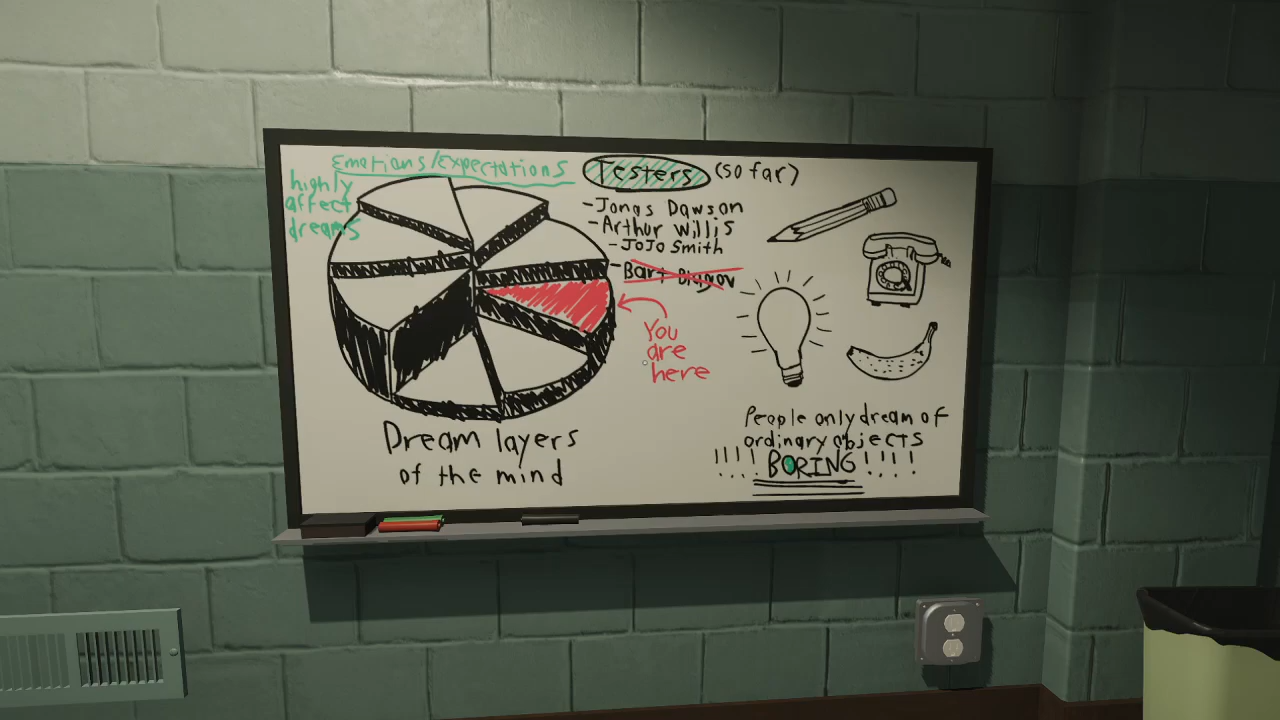 Emotions/Expectations
highly
affect
dreams
Testers (so far)
- Jonas Dawson
- Arthur Willis
- JoJo Smith
- Bart
You
are
here
Dream layers
of the mind
People only dream of
ordinary objects
!!!! BORING !!!!